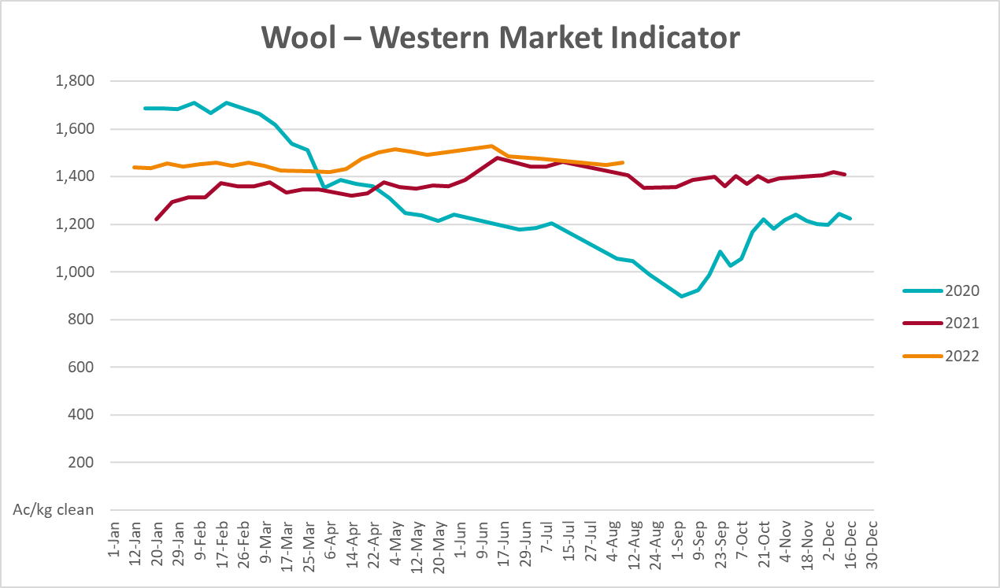 Wool – Western Market Indicator
1,800
1,600
1,400
1,200
1,000
800
600
400
200
Ac/kg clean
1-Jan
12-Jan
20-Jan
29-Jan
9-Feb
17-Feb
26-Feb
9-Mar
17-Mar
25-Mar
6-Apr
14-Apr
22-Apr
4-May
12-May
20-May
1-Jun
9-Jun
17-Jun
29-Jun
7-Jul
15-Jul
27-Jul
4-Aug
12-Aug
24-Aug
1-Sep
9-Sep
23-Sep
7-Oct
21-Oct
4-Nov
18-Nov
2-Dec
16-Dec
30-Dec
2020
2021
2022